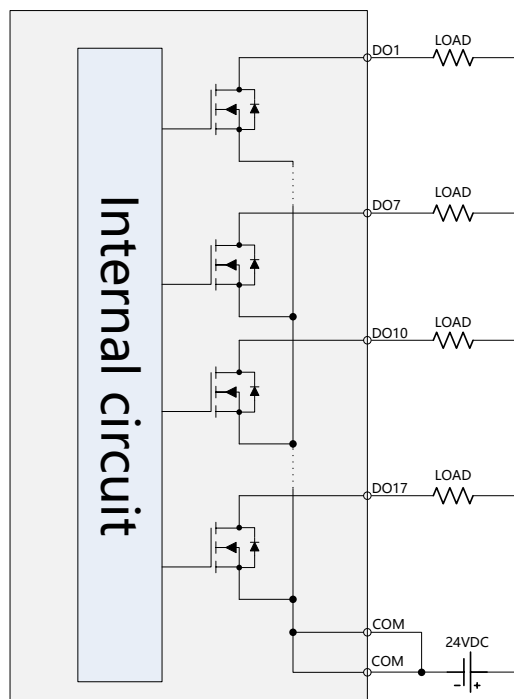 Internal circuit
DO1
LOAD
DO7
LOAD
DO10
LOAD
DO17
LOAD
COM
COM
24VDC
- +